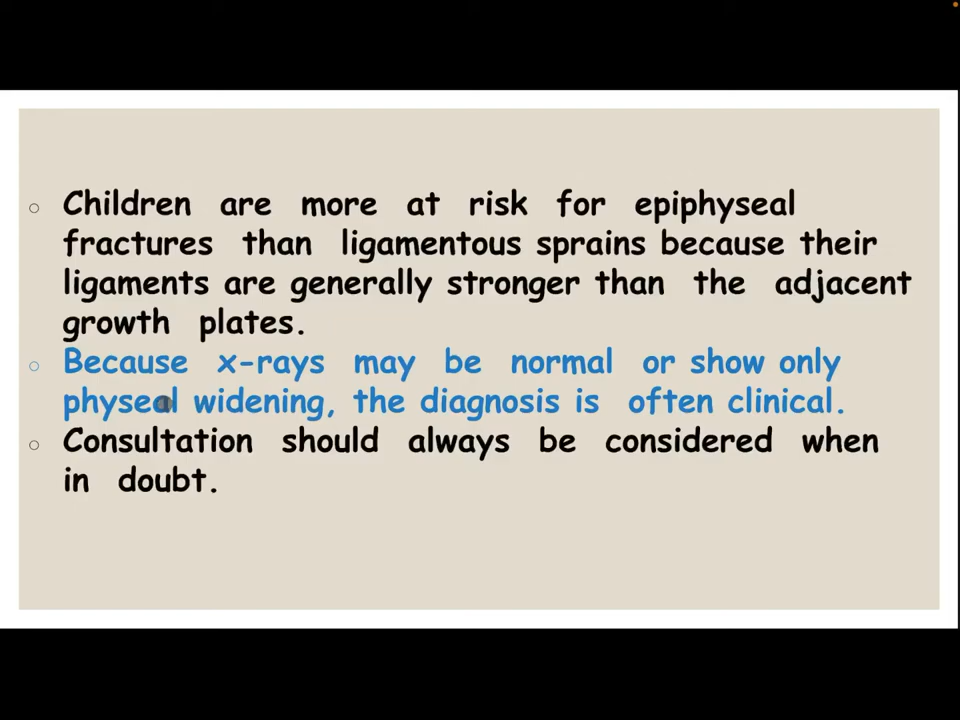 Children are more at risk for epiphyseal
fractures than ligamentous sprains because their
ligaments are generally stronger than the adjacent
growth plates.
Because x-rays may be normal or show only
physeal widening, the diagnosis is often clinical.
Consultation should always be considered when
in doubt.